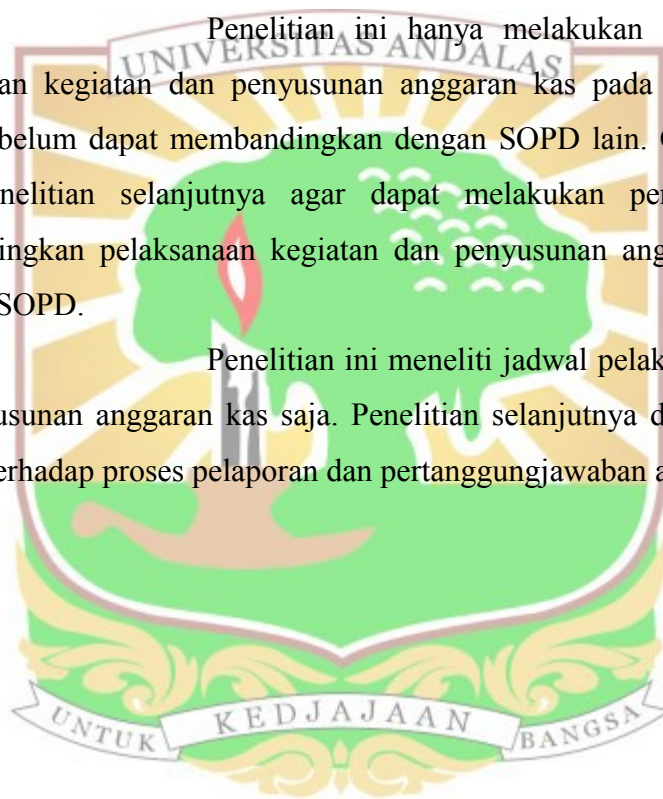 Penelitian ini hanya melakukan
UNIVERSITAS ANDALAS
an kegiatan dan penyusunan anggaran kas pada
belum dapat membandingkan dengan SOPD lain.
nelitian selanjutnya agar dapat melakukan per
ingkan pelaksanaan kegiatan dan penyusunan ang
SOPD.
Penelitian ini meneliti jadwal pelak
usunan anggaran kas saja. Penelitian selanjutnya d
erhadap proses pelaporan dan pertanggungjawaban a
UNTUK KEDJAJAAN BANGSA